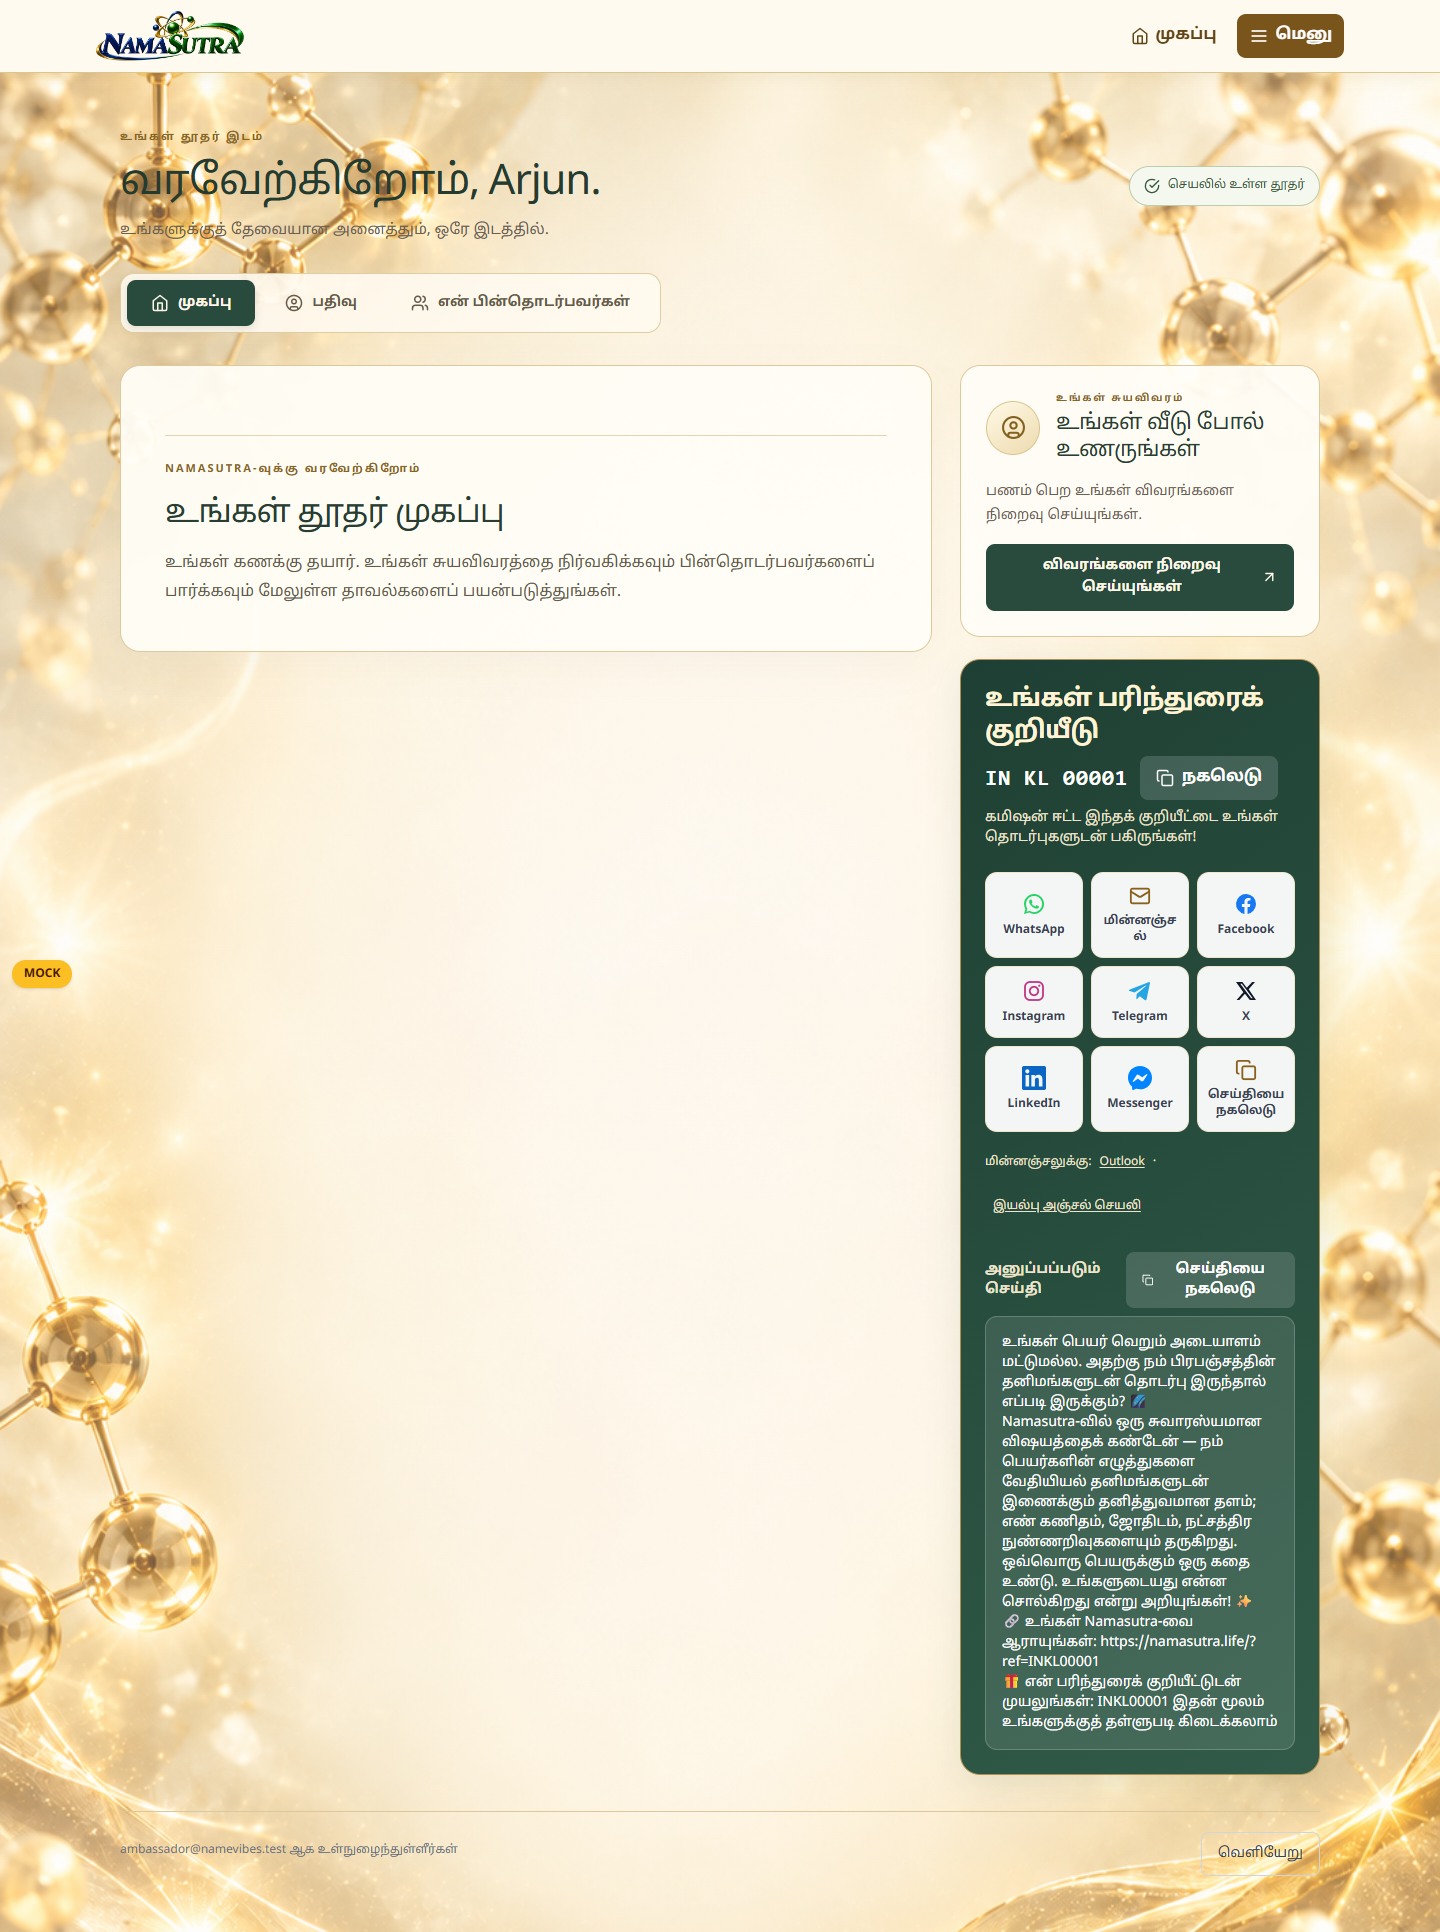 NAMASUTRA
முகப்பு
மெனு
உங்கள் தூதர் இடம்
வரவேற்கிறோம், Arjun.
உங்களுக்குத் தேவையான அனைத்தும், ஒரே இடத்தில்.
செயலில் உள்ள தூதர்
முகப்பு
பதிவு
என் பின்தொடர்பவர்கள்
NAMASUTRA-வுக்கு வரவேற்கிறோம்
உங்கள் தூதர் முகப்பு
உங்கள் கணக்கு தயார். உங்கள் சுயவிவரத்தை நிர்வகிக்கவும் பின்தொடர்பவர்களைப்
பார்க்கவும் மேலுள்ள தாவல்களைப் பயன்படுத்துங்கள்.
உங்கள் சுயவிவரம்
உங்கள் வீடு போல்
உணருங்கள்
பணம் பெற உங்கள் விவரங்களை
நிறைவு செய்யுங்கள்.
விவரங்களை நிறைவு
செய்யுங்கள்
உங்கள் பரிந்துரைக்
குறியீடு
IN KL 00001
நகலெடு
கமிஷன் ஈட்ட இந்தக் குறியீட்டை உங்கள்
தொடர்புகளுடன் பகிருங்கள்!
WhatsApp
மின்னஞ்ச
ல்
Facebook
Instagram
Telegram
X
LinkedIn
Messenger
செய்தியை
நகலெடு
மின்னஞ்சலுக்கு: Outlook ·
இயல்பு அஞ்சல் செயலி
அனுப்பப்படும்
செய்தி
செய்தியை
நகலெடு
உங்கள் பெயர் வெறும் அடையாளம்
மட்டுமல்ல. அதற்கு நம் பிரபஞ்சத்தின்
தனிமங்களுடன் தொடர்பு இருந்தால்
எப்படி இருக்கும்? 🌌
Namasutra-வில் ஒரு சுவாரஸ்யமான
விஷயத்தைக் கண்டேன் — நம்
பெயர்களின் எழுத்துகளை
வேதியியல் தனிமங்களுடன்
இணைக்கும் தனித்துவமான தளம்;
எண் கணிதம், ஜோதிடம், நட்சத்திர
நுண்ணறிவுகளையும் தருகிறது.
ஒவ்வொரு பெயருக்கும் ஒரு கதை
உண்டு. உங்களுடையது என்ன
சொல்கிறது என்று அறியுங்கள்! ✨
🔗 உங்கள் Namasutra-வை
ஆராயுங்கள்: https://namasutra.life/?
ref=INKL00001
🎁 என் பரிந்துரைக் குறியீட்டுடன்
முயலுங்கள்: INKL00001 இதன் மூலம்
உங்களுக்குத் தள்ளுபடி கிடைக்கலாம்
MOCK
ambassador@namevibes.test ஆக உள்நுழைந்துள்ளீர்கள்
வெளியேறு